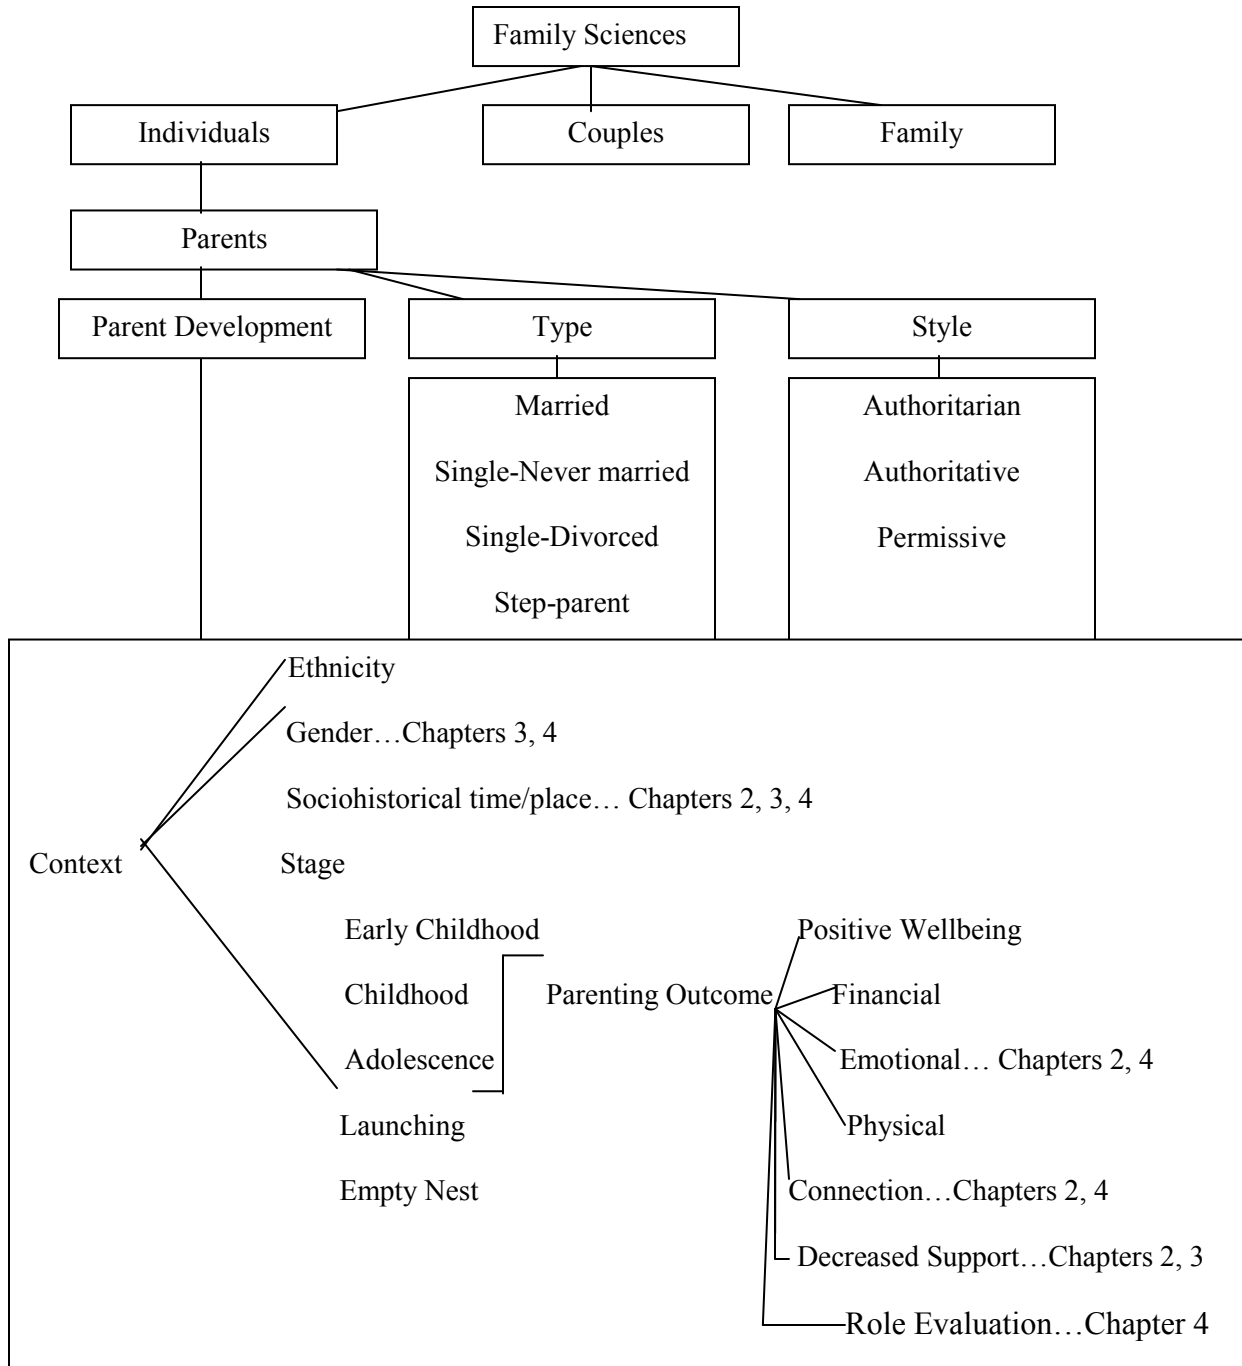 Family Sciences
Individuals
Couples
Family
Parents
Parent Development
Type
Style
Married
Single-Never married
Single-Divorced
Step-parent
Authoritarian
Authoritative
Permissive
Ethnicity
Gender…Chapters 3, 4
Sociohistorical time/place… Chapters 2, 3, 4
Context
Stage
Early Childhood
Childhood
Adolescence
Launching
Empty Nest
Parenting Outcome
Positive Wellbeing
Financial
Emotional… Chapters 2, 4
Physical
Connection…Chapters 2, 4
Decreased Support…Chapters 2, 3
Role Evaluation…Chapter 4